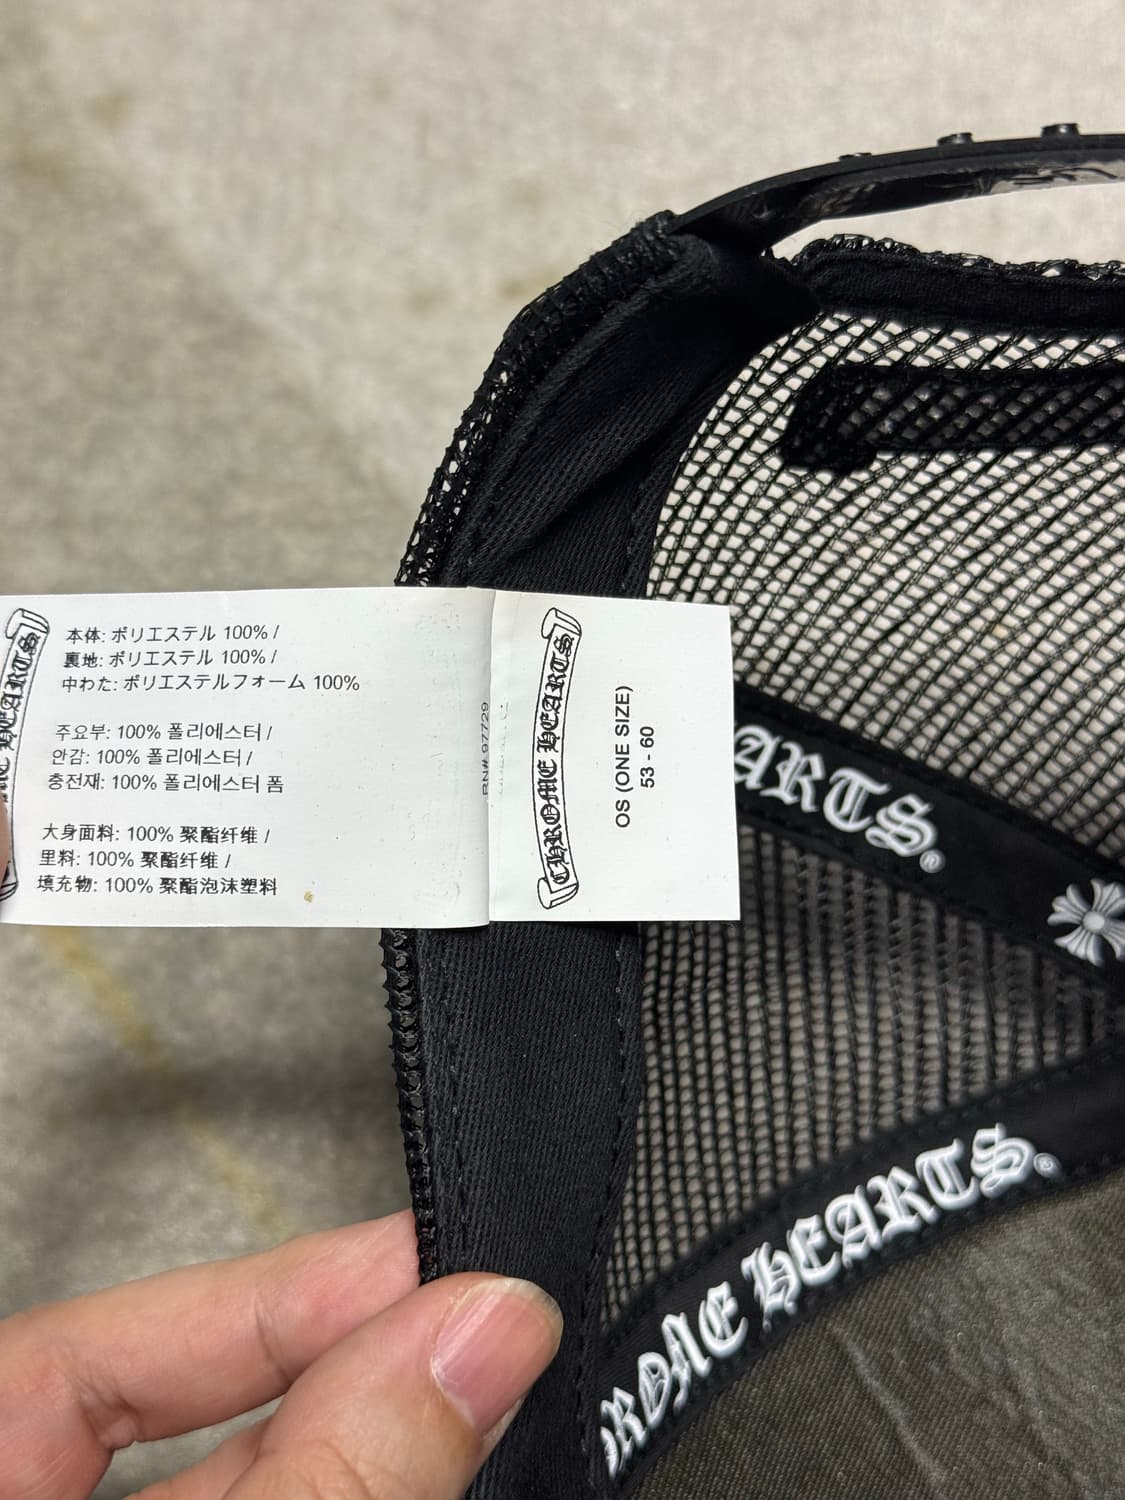 本体: ポリエステル 100% /
裏地: ポリエステル 100% /
中わた: ポリエステルフォーム 100%
주요부: 100% 폴리에스터 /
안감: 100% 폴리에스터 /
충전재: 100% 폴리에스터 폼
大身面料: 100% 聚酯纤维 /
里料: 100% 聚酯纤维 /
填充物: 100% 聚酯泡沫塑料
RN# 97729
CHROME HEARTS
OS (ONE SIZE)
53 - 60
HEARTS
HEARTS®
HEARTS®